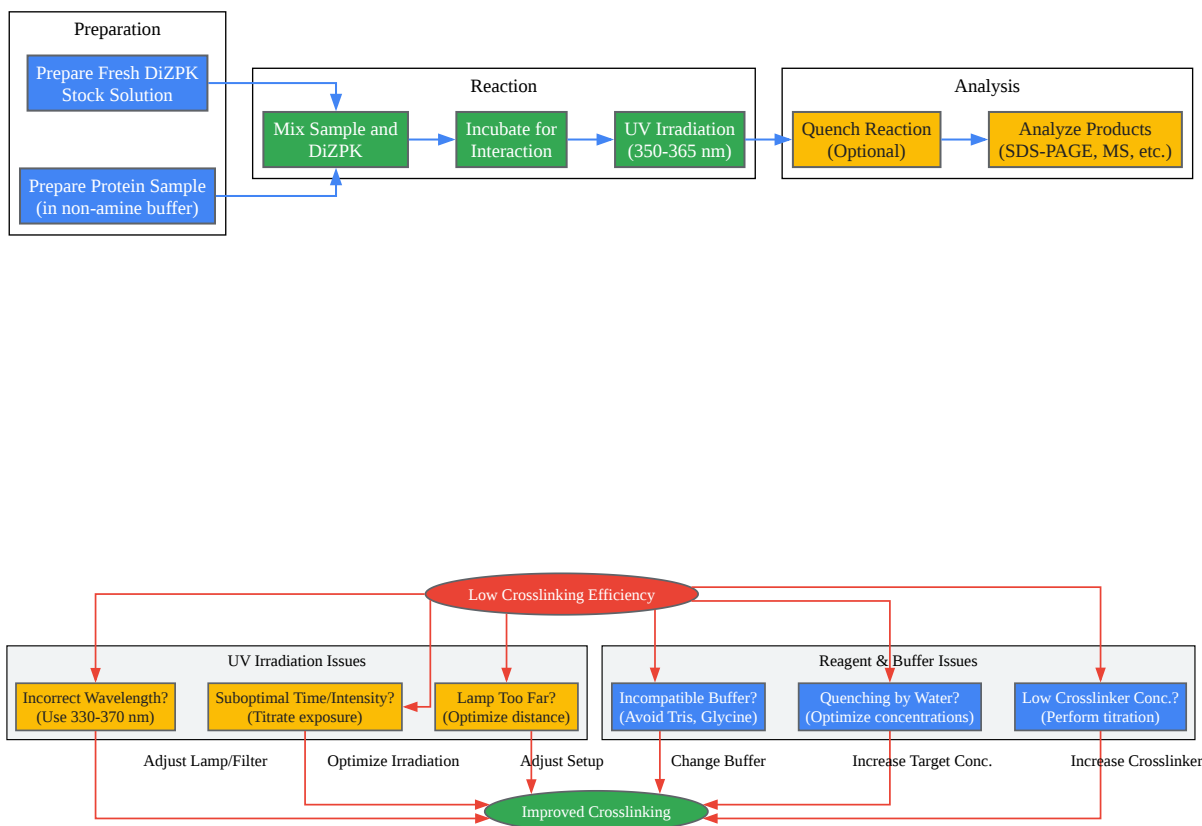 Preparation
Prepare Fresh DiZPK
Stock Solution
Prepare Protein Sample
(in non-amine buffer)
Reaction
Mix Sample and
DiZPK
Incubate for
Interaction
UV Irradiation
(350-365 nm)
Analysis
Quench Reaction
(Optional)
Analyze Products
(SDS-PAGE, MS, etc.)
Low Crosslinking Efficiency
UV Irradiation Issues
Incorrect Wavelength?
(Use 330-370 nm)
Suboptimal Time/Intensity?
(Titrate exposure)
Lamp Too Far?
(Optimize distance)
Reagent & Buffer Issues
Incompatible Buffer?
(Avoid Tris, Glycine)
Quenching by Water?
(Optimize concentrations)
Low Crosslinker Conc.?
(Perform titration)
Adjust Lamp/Filter
Optimize Irradiation
Adjust Setup
Change Buffer
Increase Target Conc.
Increase Crosslinker
Improved Crosslinking